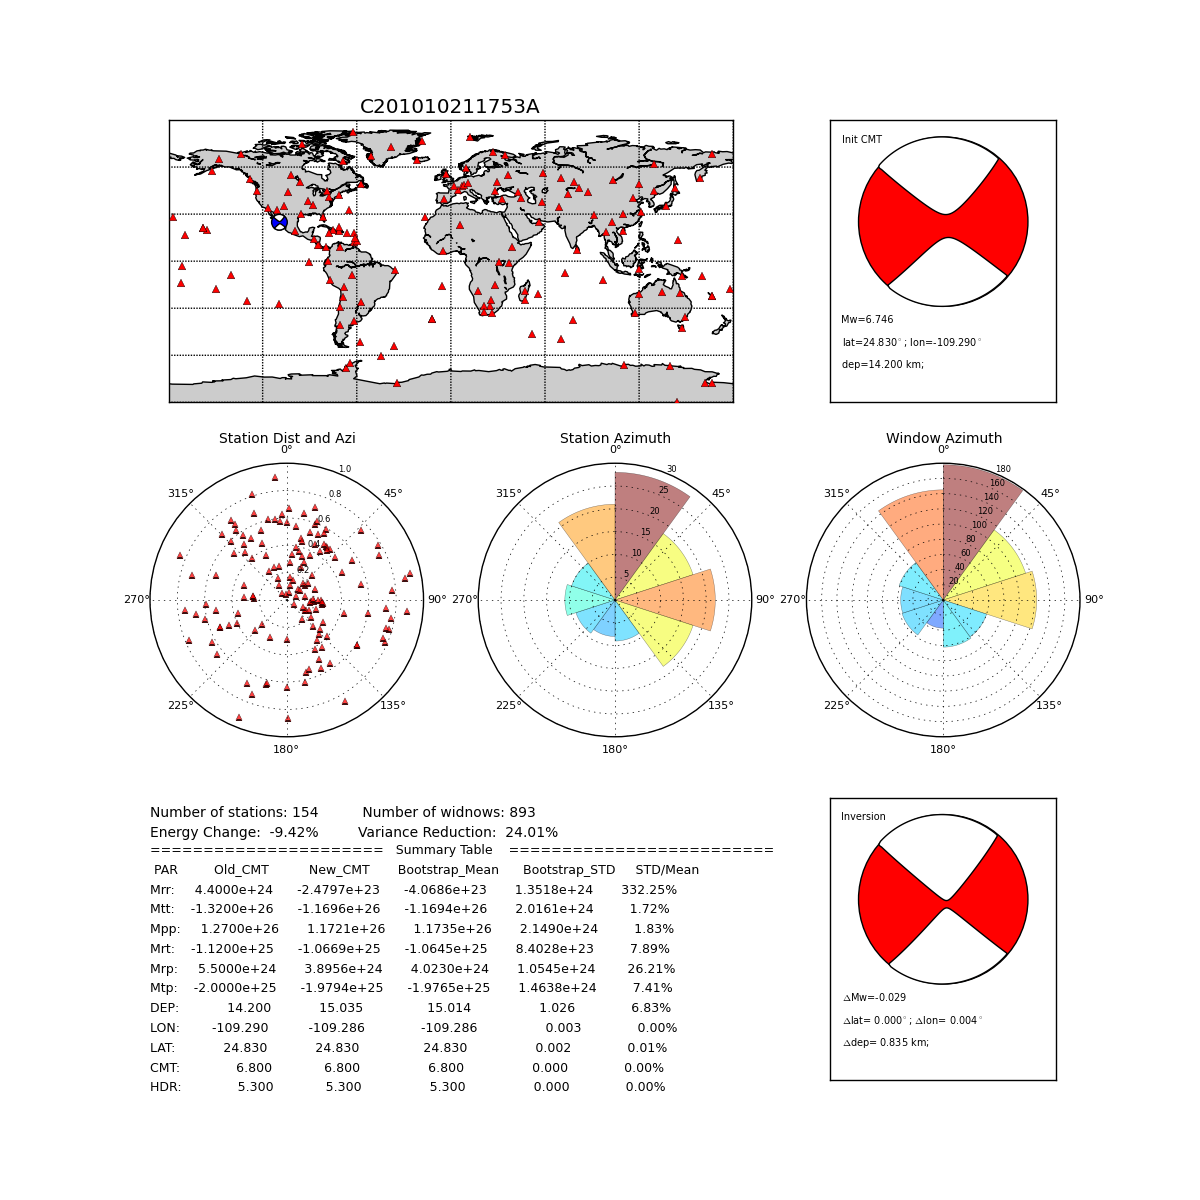 C201010211753A
Init CMT
Mw=6.746
lat=24.830° ; lon=-109.290°
dep=14.200 km;
Station Dist and Azi
0°
45°
90°
135°
180°
225°
270°
315°
0.2
0.4
0.6
0.8
1.0
Station Azimuth
0°
45°
90°
135°
180°
225°
270°
315°
5
10
15
20
25
30
Window Azimuth
0°
45°
90°
135°
180°
225°
270°
315°
20
40
60
80
100
120
140
160
180
Number of stations: 154 Number of widnows: 893
Energy Change: -9.42% Variance Reduction: 24.01%
====================== Summary Table =========================
PAR Old_CMT New_CMT Bootstrap_Mean Bootstrap_STD STD/Mean
Mrr: 4.4000e+24 -2.4797e+23 -4.0686e+23 1.3518e+24 332.25%
Mtt: -1.3200e+26 -1.1696e+26 -1.1694e+26 2.0161e+24 1.72%
Mpp: 1.2700e+26 1.1721e+26 1.1735e+26 2.1490e+24 1.83%
Mrt: -1.1200e+25 -1.0669e+25 -1.0645e+25 8.4028e+23 7.89%
Mrp: 5.5000e+24 3.8956e+24 4.0230e+24 1.0545e+24 26.21%
Mtp: -2.0000e+25 -1.9794e+25 -1.9765e+25 1.4638e+24 7.41%
DEP: 14.200 15.035 15.014 1.026 6.83%
LON: -109.290 -109.286 -109.286 0.003 0.00%
LAT: 24.830 24.830 24.830 0.002 0.01%
CMT: 6.800 6.800 6.800 0.000 0.00%
HDR: 5.300 5.300 5.300 0.000 0.00%
Inversion
ΔMw=-0.029
Δlat= 0.000° ; Δlon= 0.004°
Δdep= 0.835 km;